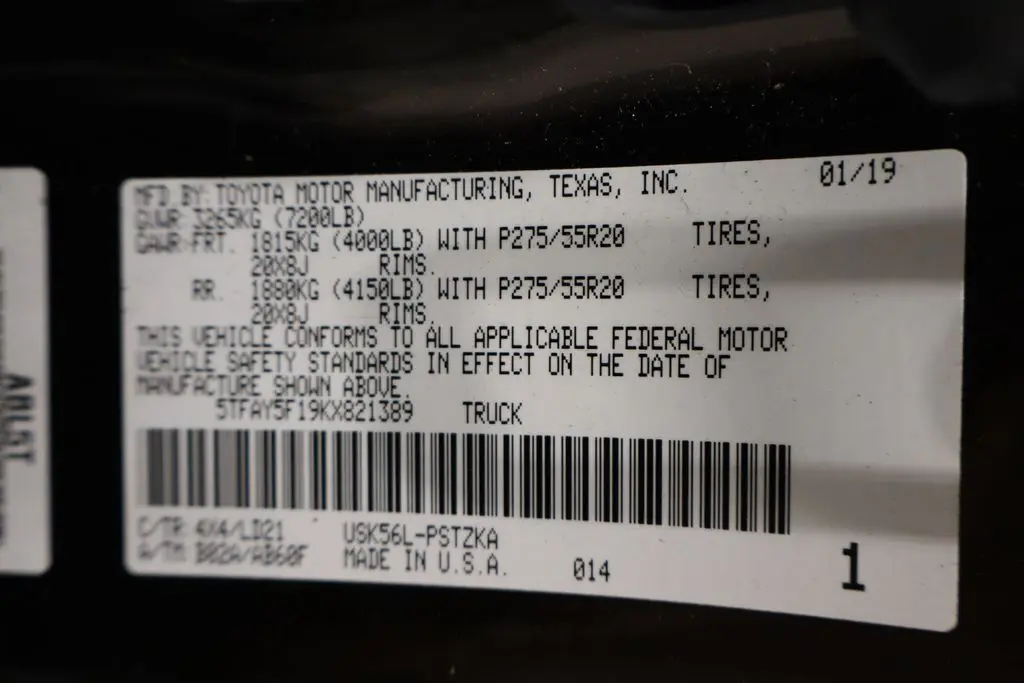 MFD.BY:TOYOTA MOTOR MANUFACTURING, TEXAS, INC. 01/19
GVWR:3265KG (7200LB)
GAWR:FRT. 1815KG (4000LB) WITH P275/55R20 TIRES,
20X8J RIMS.
RR. 1880KG (4150LB) WITH P275/55R20 TIRES,
20X8J RIMS.
THIS VEHICLE CONFORMS TO ALL APPLICABLE FEDERAL MOTOR
VEHICLE SAFETY STANDARDS IN EFFECT ON THE DATE OF
MANUFACTURE SHOWN ABOVE.
5TFAY5F19KX821389 TRUCK
C/TR: 4X4/LD21 USK56L-PSTZKA
A/TM: B02A/AB60F MADE IN U.S.A. 014 1